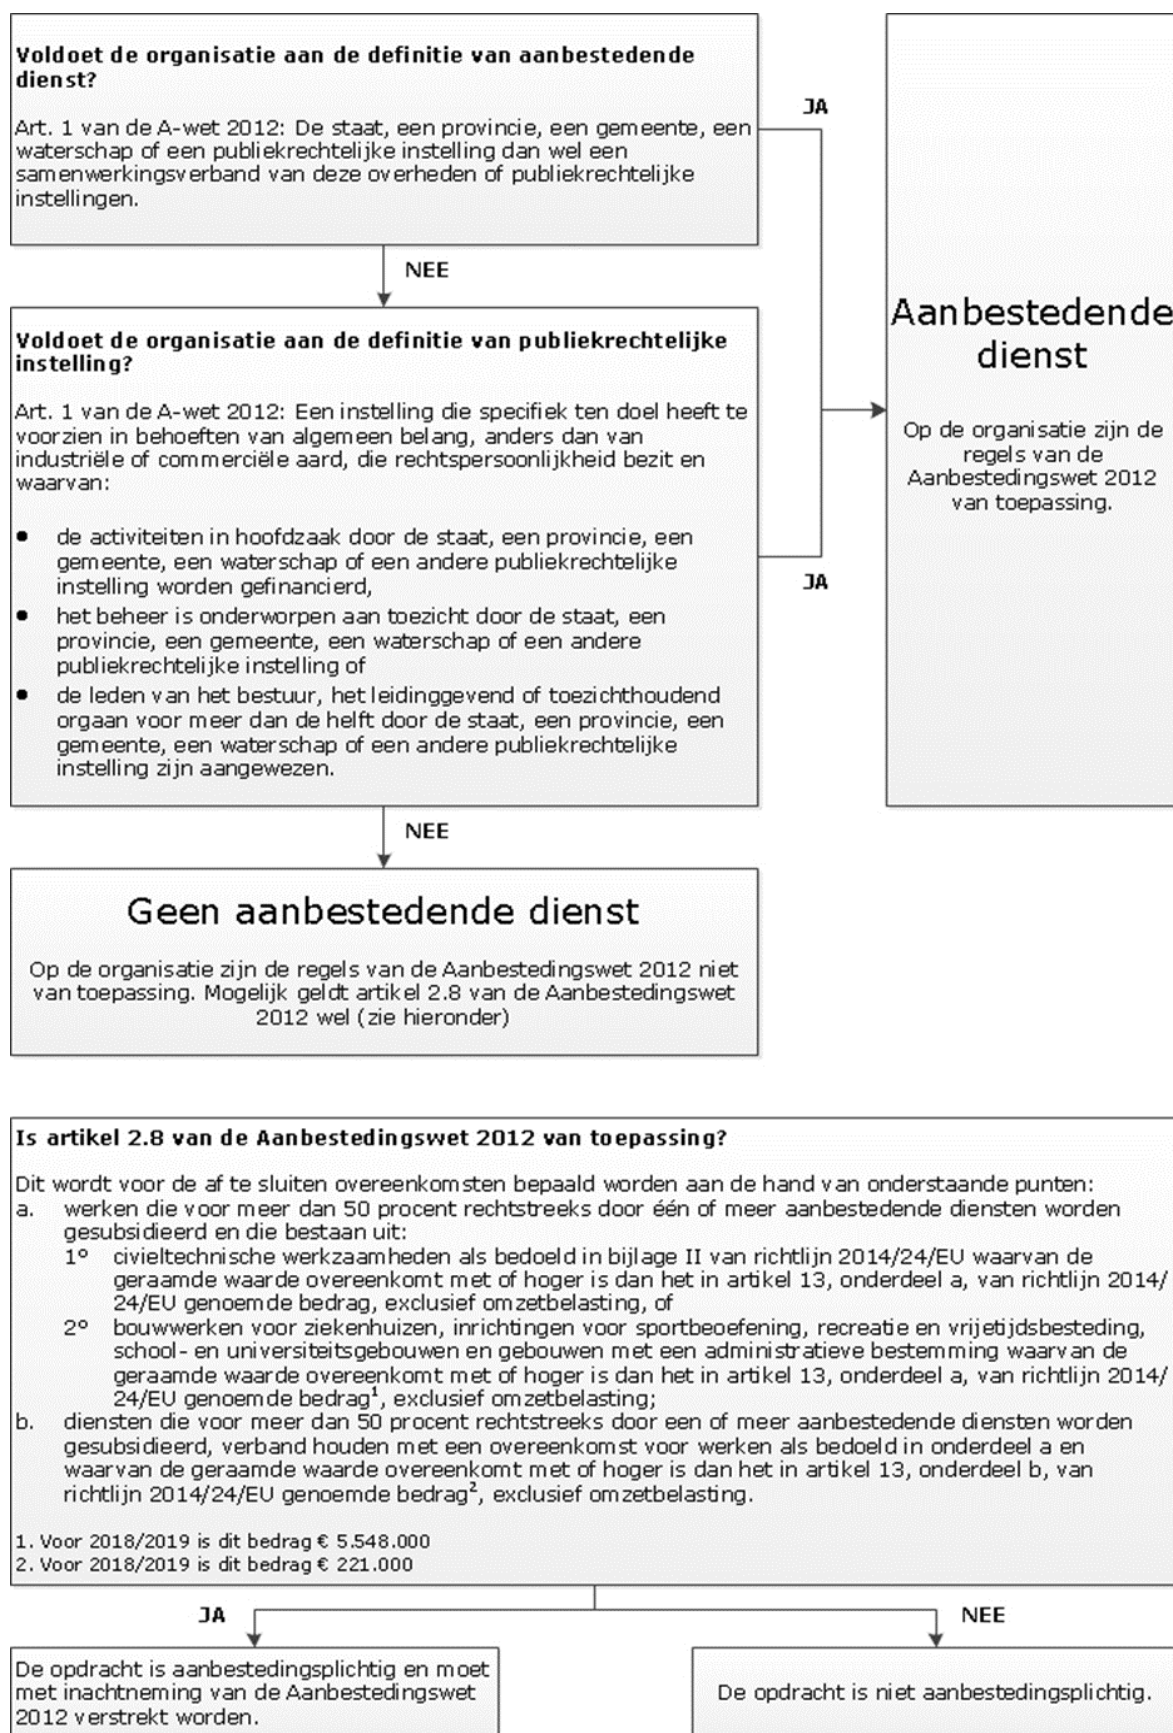 Voldoet de organisatie aan de definitie van aanbestedende
dienst?
Art. 1 van de A-wet 2012: De staat, een provincie, een gemeente, een
waterschap of een publiekrechtelijke instelling dan wel een
samenwerkingsverband van deze overheden of publiekrechtelijke
instellingen.
JA
NEE
Voldoet de organisatie aan de definitie van publiekrechtelijke
instelling?
Art. 1 van de A-wet 2012: Een instelling die specifiek ten doel heeft te
voorzien in behoeften van algemeen belang, anders dan van
industriële of commerciële aard, die rechtspersoonlijkheid bezit en
waarvan:
● de activiteiten in hoofdzaak door de staat, een provincie, een
gemeente, een waterschap of een andere publiekrechtelijke
instelling worden gefinancierd,
● het beheer is onderworpen aan toezicht door de staat, een
provincie, een gemeente, een waterschap of een andere
publiekrechtelijke instelling of
● de leden van het bestuur, het leidinggevend of toezichthoudend
orgaan voor meer dan de helft door de staat, een provincie, een
gemeente, een waterschap of een andere publiekrechtelijke
instelling zijn aangewezen.
JA
Aanbestedende
dienst
Op de organisatie zijn de
regels van de
Aanbestedingswet 2012
van toepassing.
NEE
Geen aanbestedende dienst
Op de organisatie zijn de regels van de Aanbestedingswet 2012 niet
van toepassing. Mogelijk geldt artikel 2.8 van de Aanbestedingswet
2012 wel (zie hieronder)
Is artikel 2.8 van de Aanbestedingswet 2012 van toepassing?
Dit wordt voor de af te sluiten overeenkomsten bepaald worden aan de hand van onderstaande punten:
a. werken die voor meer dan 50 procent rechtstreeks door één of meer aanbestedende diensten worden
gesubsidieerd en die bestaan uit:
1° civieltechnische werkzaamheden als bedoeld in bijlage II van richtlijn 2014/24/EU waarvan de
geraamde waarde overeenkomt met of hoger is dan het in artikel 13, onderdeel a, van richtlijn 2014/
24/EU genoemde bedrag, exclusief omzetbelasting, of
2° bouwwerken voor ziekenhuizen, inrichtingen voor sportbeoefening, recreatie en vrijetijdsbesteding,
school- en universiteitsgebouwen en gebouwen met een administratieve bestemming waarvan de
geraamde waarde overeenkomt met of hoger is dan het in artikel 13, onderdeel a, van richtlijn 2014/
24/EU genoemde bedrag¹, exclusief omzetbelasting;
b. diensten die voor meer dan 50 procent rechtstreeks door een of meer aanbestedende diensten worden
gesubsidieerd, verband houden met een overeenkomst voor werken als bedoeld in onderdeel a en
waarvan de geraamde waarde overeenkomt met of hoger is dan het in artikel 13, onderdeel b, van
richtlijn 2014/24/EU genoemde bedrag², exclusief omzetbelasting.
1. Voor 2018/2019 is dit bedrag € 5.548.000
2. Voor 2018/2019 is dit bedrag € 221.000
JA
NEE
De opdracht is aanbestedingsplichtig en moet
met inachtneming van de Aanbestedingswet
2012 verstrekt worden.
De opdracht is niet aanbestedingsplichtig.